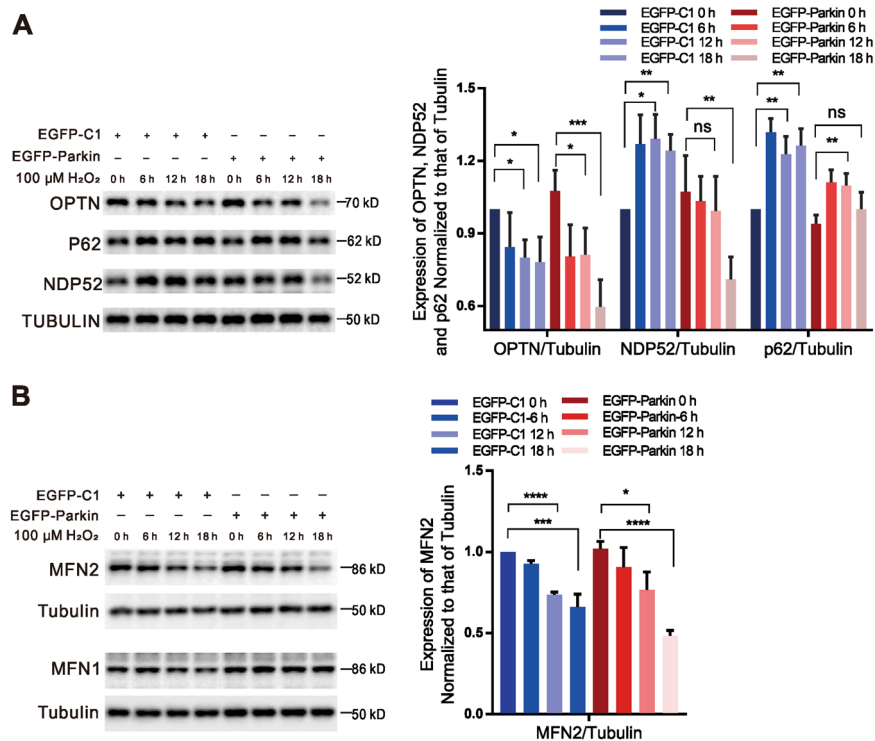 A
EGFP-C1 0 h
EGFP-C1 6 h
EGFP-C1 12 h
EGFP-C1 18 h
EGFP-Parkin 0 h
EGFP-Parkin 6 h
EGFP-Parkin 12 h
EGFP-Parkin 18 h
EGFP-C1 + + + + − − − −
EGFP-Parkin − − − − + + + +
100 µM H₂O₂ 0 h 6 h 12 h 18 h 0 h 6 h 12 h 18 h
OPTN 70 kD
P62 62 kD
NDP52 52 kD
TUBULIN 50 kD
Expression of OPTN, NDP52
and p62 Normalized to that of Tubulin
1.5
1.2
0.9
0.6
* * *** *
** * ** ns
** ** ns **
OPTN/Tubulin NDP52/Tubulin p62/Tubulin
B
EGFP-C1 0 h
EGFP-C1-6 h
EGFP-C1 12 h
EGFP-C1 18 h
EGFP-Parkin 0 h
EGFP-Parkin-6 h
EGFP-Parkin 12 h
EGFP-Parkin 18 h
EGFP-C1 + + + + − − − −
EGFP-Parkin − − − − + + + +
100 µM H₂O₂ 0 h 6 h 12 h 18 h 0 h 6 h 12 h 18 h
MFN2 86 kD
Tubulin 50 kD
MFN1 86 kD
Tubulin 50 kD
Expression of MFN2
Normalized to that of Tubulin
1.5
1.0
0.5
0.0
**** *
*** ****
MFN2/Tubulin